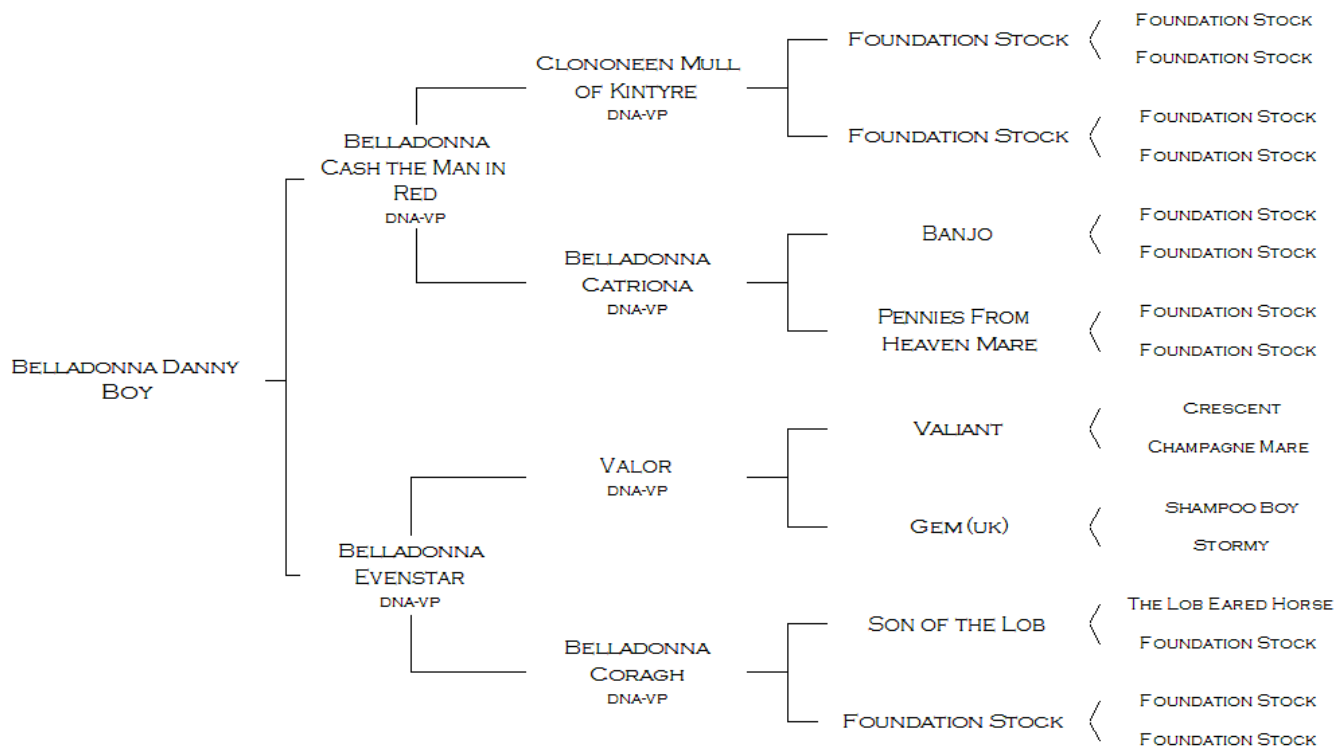 Belladonna Danny
Boy
Belladonna
Cash the Man in
Red
DNA-VP
Belladonna
Evenstar
DNA-VP
Clononeen Mull
of Kintyre
DNA-VP
Belladonna
Catriona
DNA-VP
Valor
DNA-VP
Belladonna
Coragh
DNA-VP
Foundation Stock
Foundation Stock
Banjo
Pennies From
Heaven Mare
Valiant
Gem (UK)
Son of the Lob
Foundation Stock
Foundation Stock
Foundation Stock
Foundation Stock
Foundation Stock
Foundation Stock
Foundation Stock
Foundation Stock
Foundation Stock
Crescent
Champagne Mare
Shampoo Boy
Stormy
The Lob Eared Horse
Foundation Stock
Foundation Stock
Foundation Stock